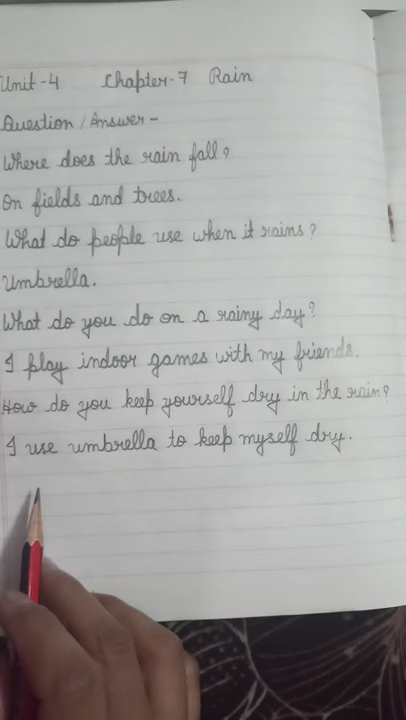 Unit-4 Chapter-7 Rain
Question / Answer -
Where does the rain fall?
On fields and trees.
What do people use when it rains?
Umbrella.
What do you do on a rainy day?
I play indoor games with my friends.
How do you keep yourself dry in the rain?
I use umbrella to keep myself dry.